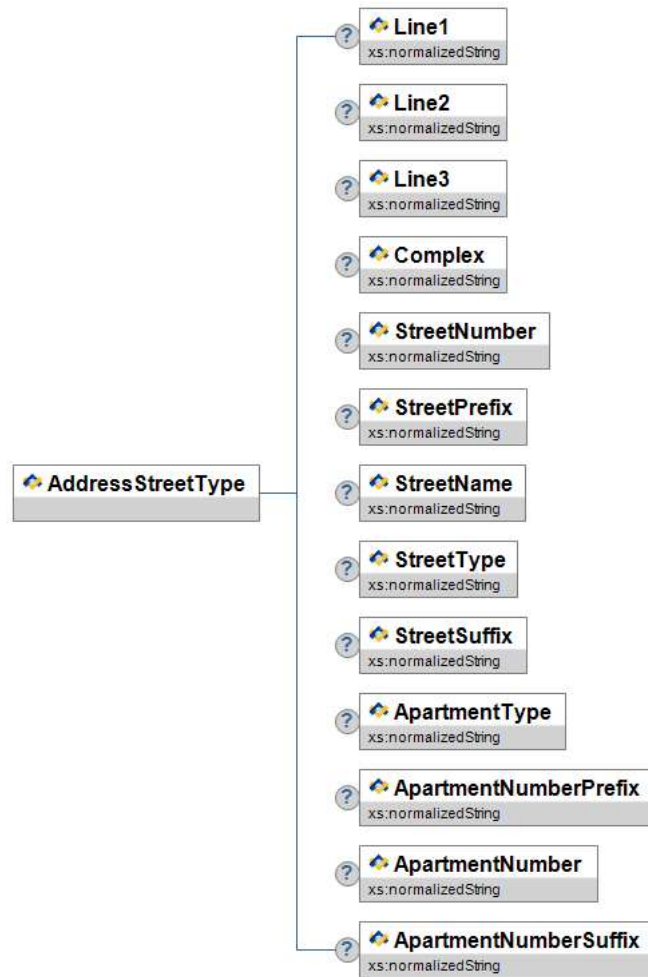 ? Line1
xs:normalizedString
? Line2
xs:normalizedString
? Line3
xs:normalizedString
? Complex
xs:normalizedString
? StreetNumber
xs:normalizedString
? StreetPrefix
xs:normalizedString
AddressStreetType
? StreetName
xs:normalizedString
? StreetType
xs:normalizedString
? StreetSuffix
xs:normalizedString
? ApartmentType
xs:normalizedString
? ApartmentNumberPrefix
xs:normalizedString
? ApartmentNumber
xs:normalizedString
? ApartmentNumberSuffix
xs:normalizedString